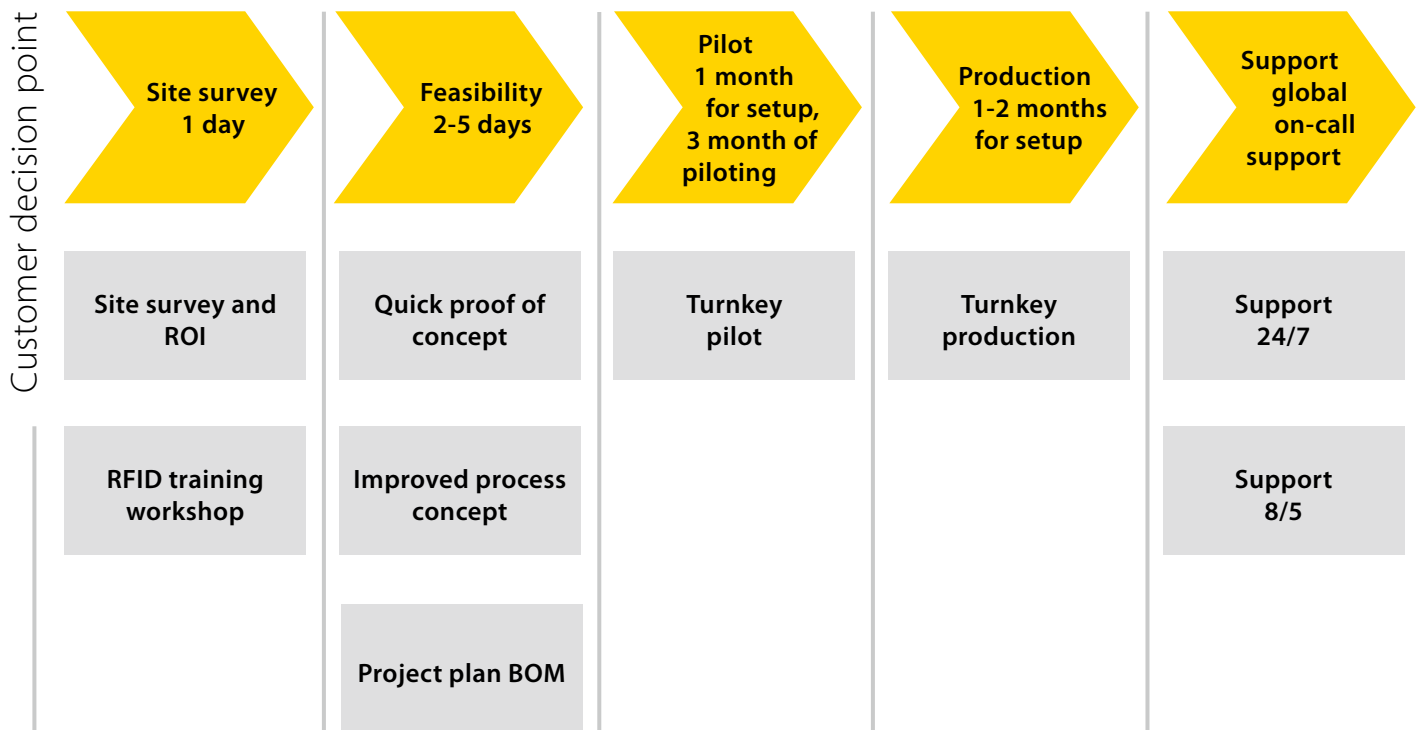 Customer decision point
Site survey
1 day
Feasibility
2-5 days
Pilot
1 month
for setup,
3 month of
piloting
Production
1-2 months
for setup
Support
global
on-call
support
Site survey and
ROI
Quick proof of
concept
Turnkey
pilot
Turnkey
production
Support
24/7
RFID training
workshop
Improved process
concept
Support
8/5
Project plan BOM